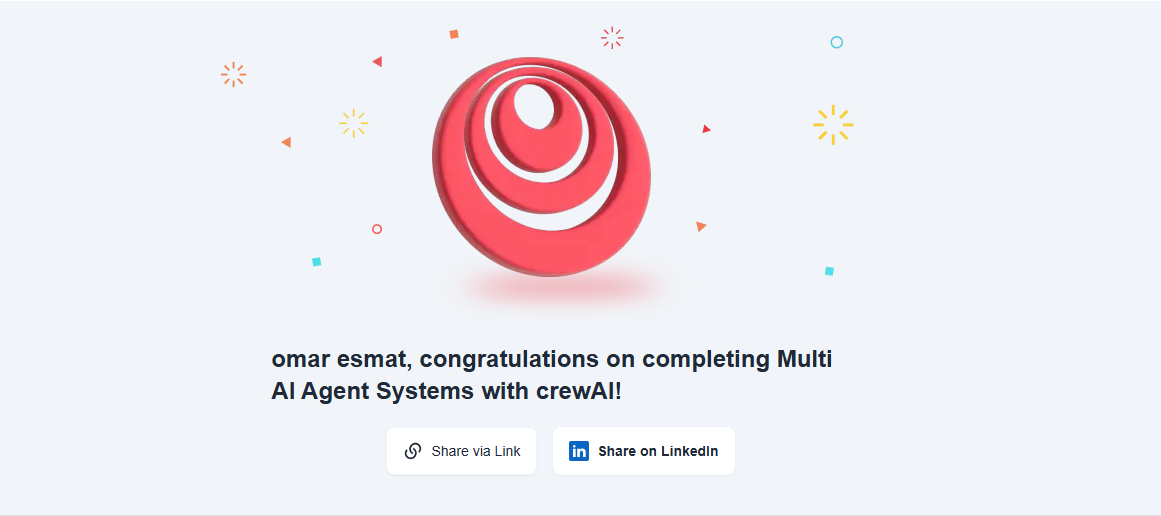 omar esmat, congratulations on completing Multi
AI Agent Systems with crewAI!
Share via Link
in Share on LinkedIn